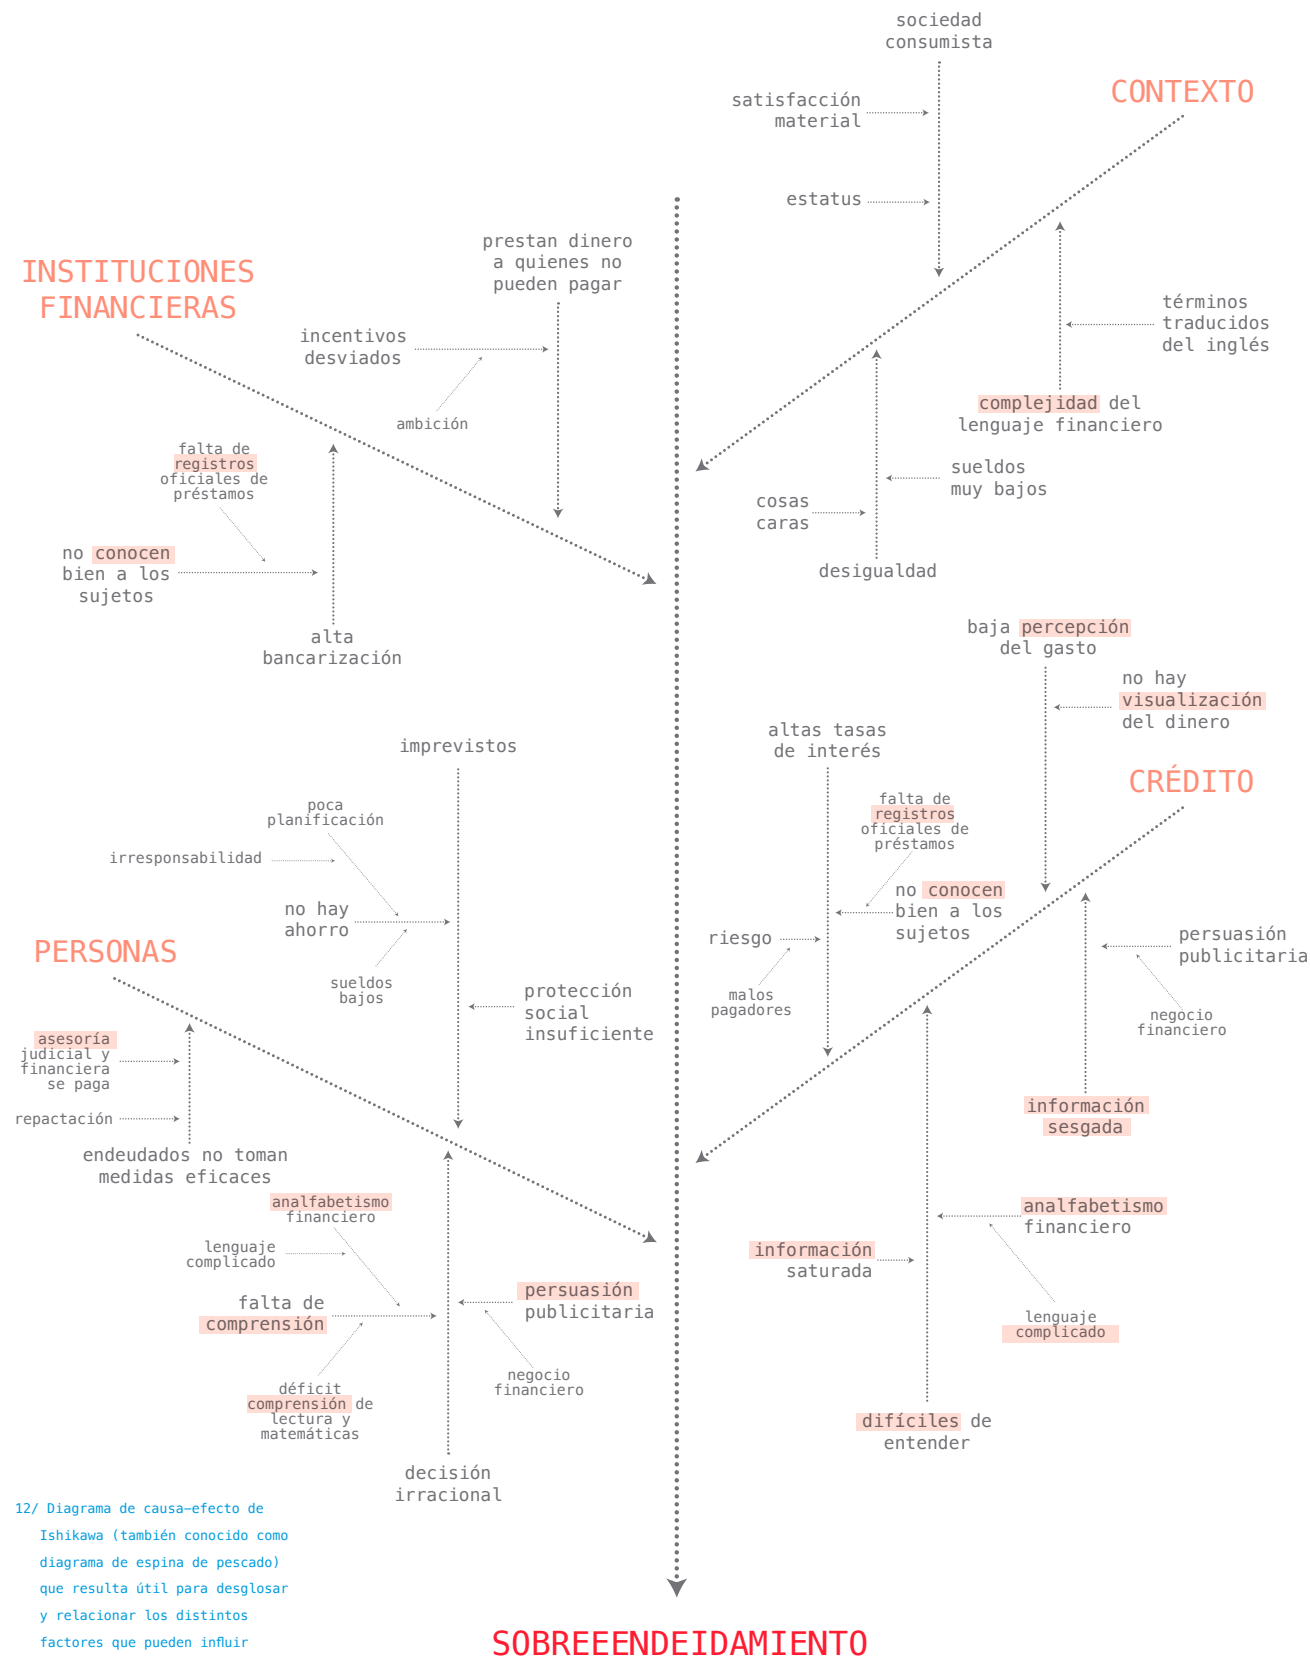 sociedad
consumista
CONTEXTO
satisfacción
material
estatus
términos
traducidos
del inglés
complejidad del
lenguaje financiero
sueldos
muy bajos
cosas
caras
desigualdad
INSTITUCIONES
FINANCIERAS
prestan dinero
a quienes no
pueden pagar
incentivos
desviados
ambición
falta de
registros
oficiales de
préstamos
no conocen
bien a los
sujetos
alta
bancarización
baja percepción
del gasto
no hay
visualización
del dinero
altas tasas
de interés
CRÉDITO
falta de
registros
oficiales de
préstamos
no conocen
bien a los
sujetos
riesgo
malos
pagadores
persuasión
publicitaria
negocio
financiero
información
sesgada
analfabetismo
financiero
información
saturada
lenguaje
complicado
difíciles de
entender
imprevistos
poca
planificación
irresponsabilidad
no hay
ahorro
sueldos
bajos
protección
social
insuficiente
PERSONAS
asesoría
judicial y
financiera
se paga
repactación
endeudados no toman
medidas eficaces
analfabetismo
financiero
lenguaje
complicado
falta de
comprensión
déficit
comprensión de
lectura y
matemáticas
persuasión
publicitaria
negocio
financiero
decisión
irracional
12/ Diagrama de causa–efecto de
Ishikawa (también conocido como
diagrama de espina de pescado)
que resulta útil para desglosar
y relacionar los distintos
factores que pueden influir
SOBREEENDEIDAMIENTO